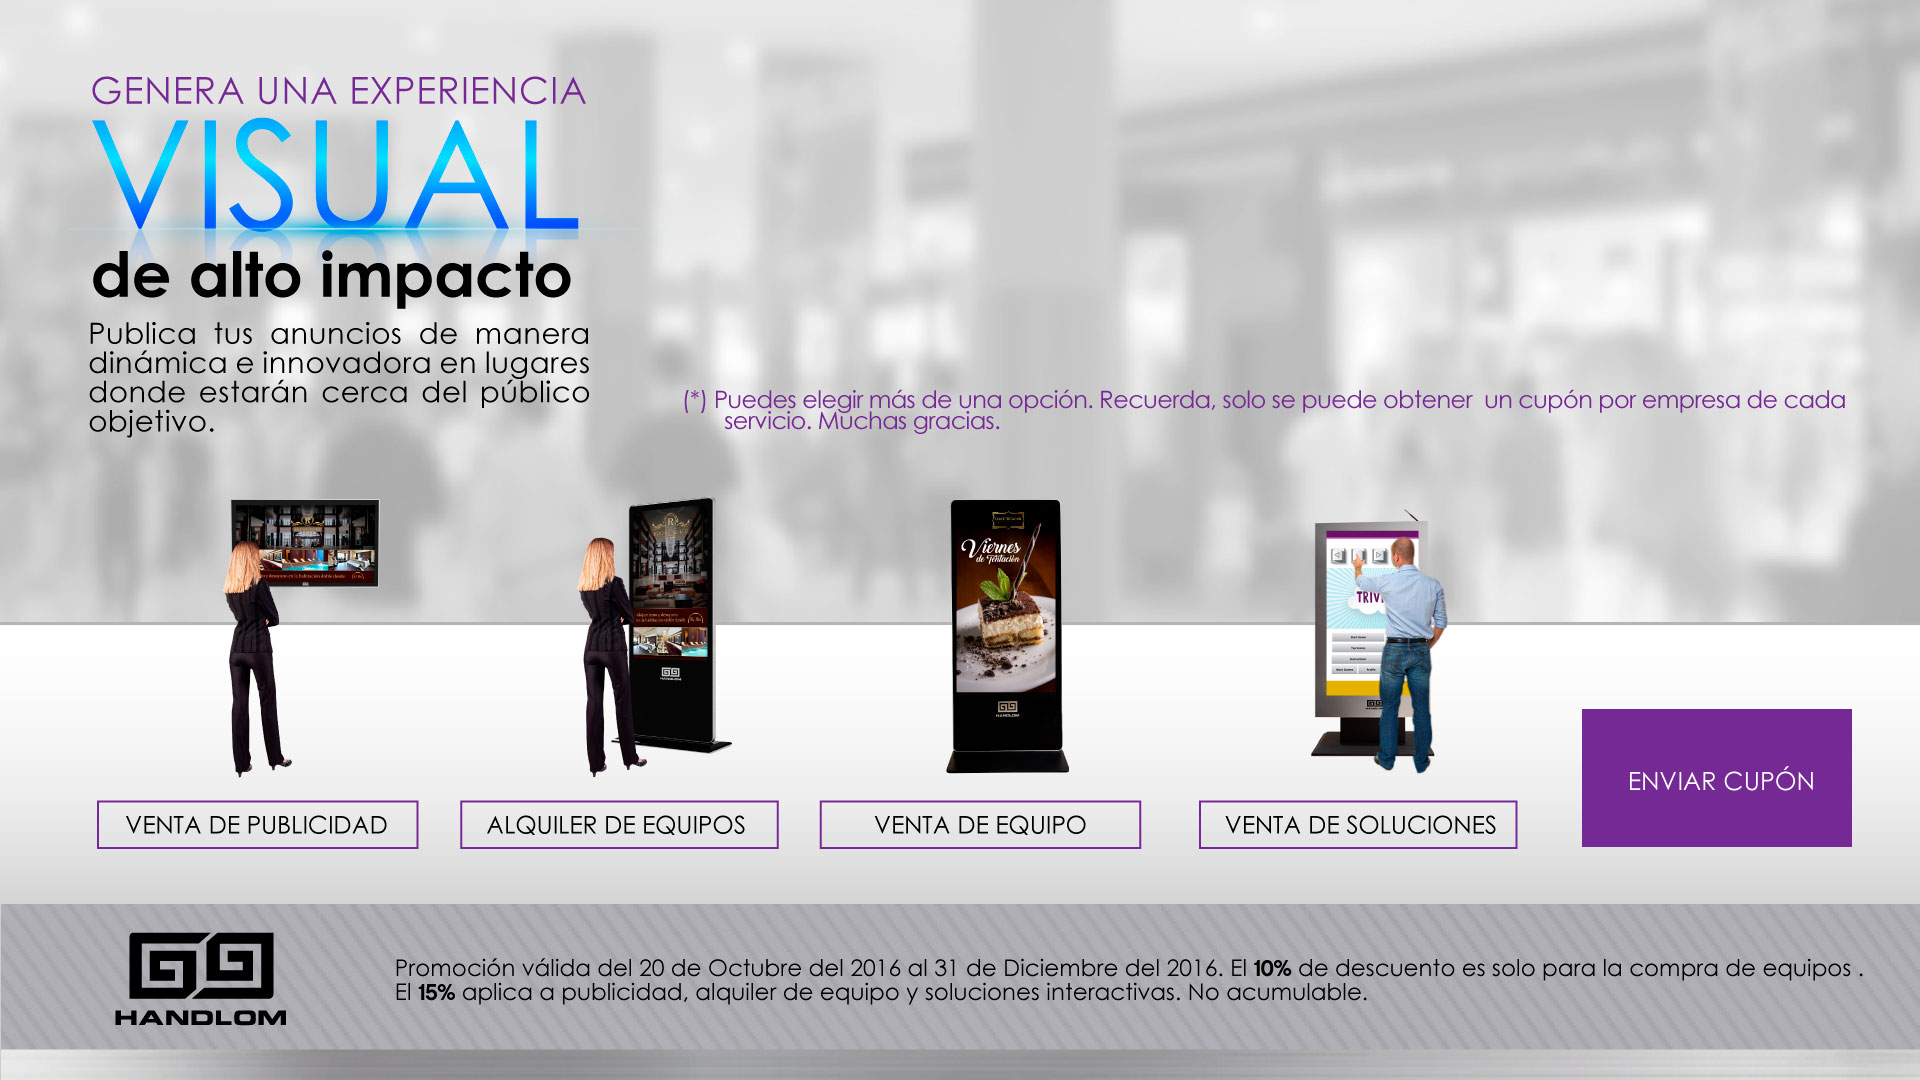 GENERA UNA EXPERIENCIA
VISUAL
de alto impacto
Publica tus anuncios de manera
dinámica e innovadora en lugares
donde estarán cerca del público
objetivo.
(*) Puedes elegir más de una opción. Recuerda, solo se puede obtener un cupón por empresa de cada
servicio. Muchas gracias.
Viernes
de Tentación
TRIV
HANDLOM
HANDLOM
VENTA DE PUBLICIDAD
ALQUILER DE EQUIPOS
VENTA DE EQUIPO
VENTA DE SOLUCIONES
ENVIAR CUPÓN
HANDLOM
Promoción válida del 20 de Octubre del 2016 al 31 de Diciembre del 2016. El 10% de descuento es solo para la compra de equipos .
El 15% aplica a publicidad, alquiler de equipo y soluciones interactivas. No acumulable.